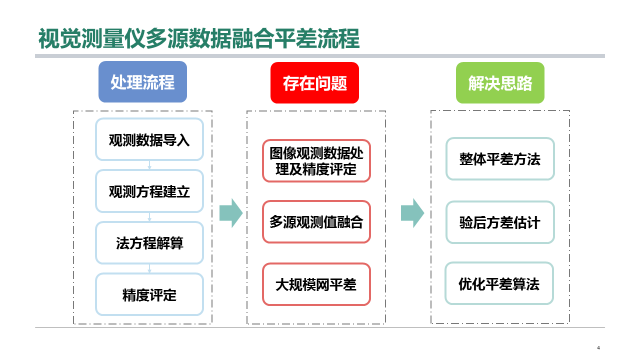 视觉测量仪多源数据融合平差流程
处理流程
观测数据导入
观测方程建立
法方程解算
精度评定
存在问题
图像观测数据处
理及精度评定
多源观测值融合
大规模网平差
解决思路
整体平差方法
验后方差估计
优化平差算法